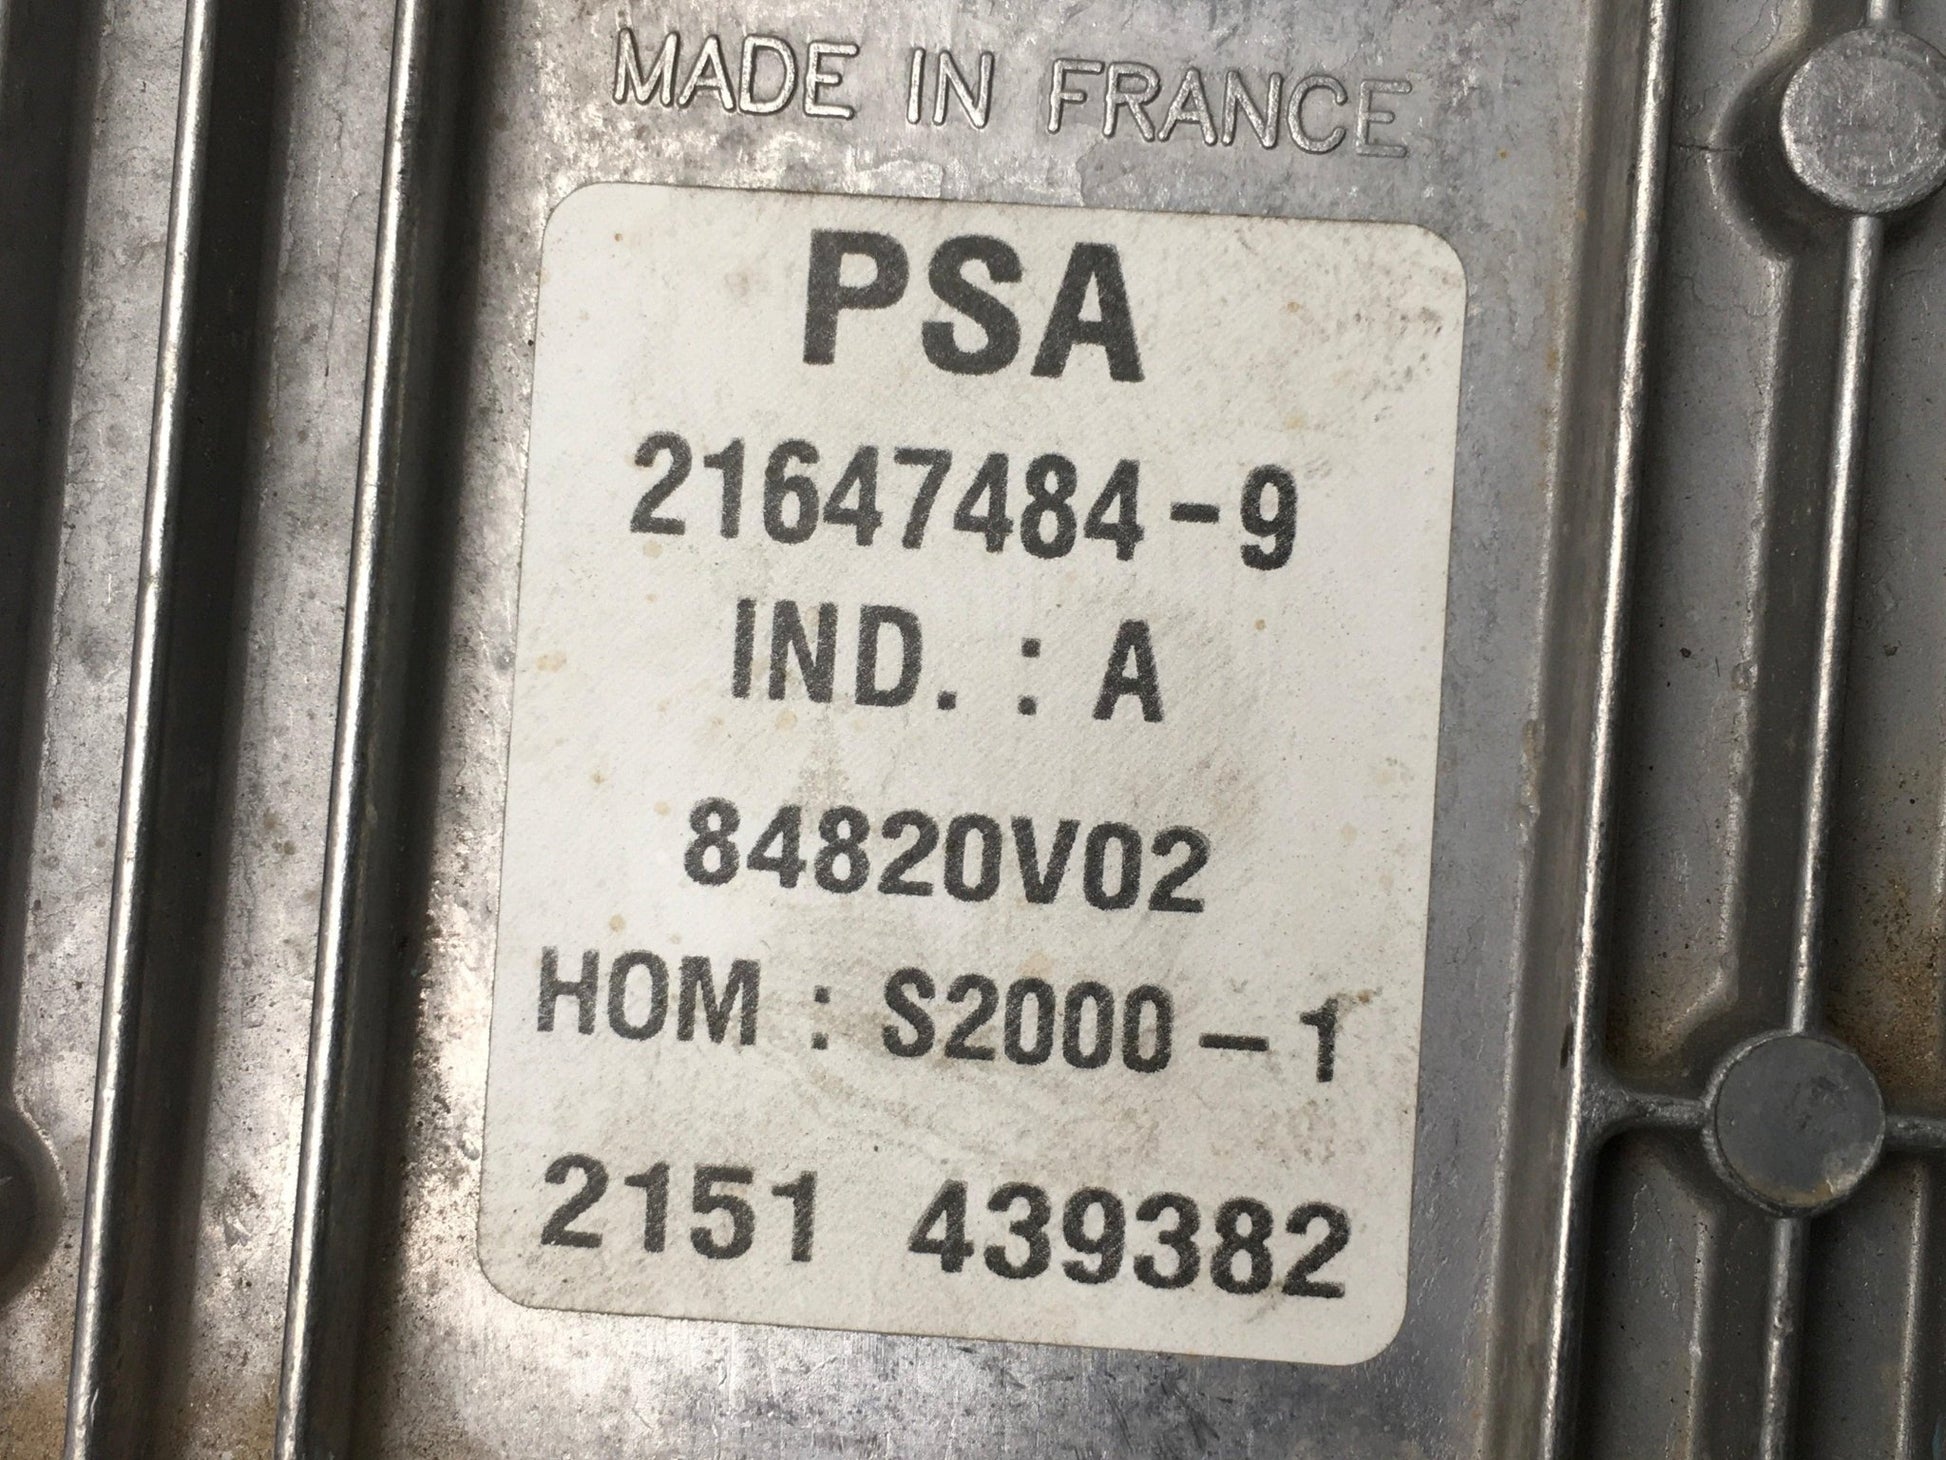 MADE IN FRANCE
PSA
21647484-9
IND. : A
84820V02
HOM : S2000-1
2151 439382